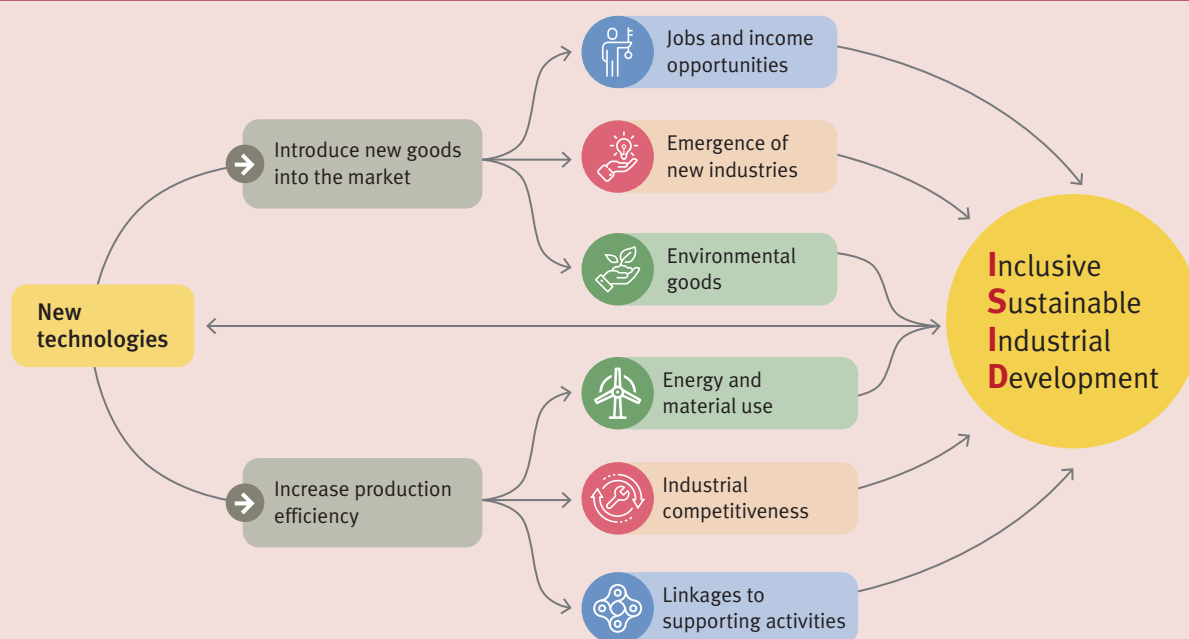 New
technologies
Introduce new goods
into the market
Increase production
efficiency
Jobs and income
opportunities
Emergence of
new industries
Environmental
goods
Energy and
material use
Industrial
competitiveness
Linkages to
supporting activities
Inclusive
Sustainable
Industrial
Development